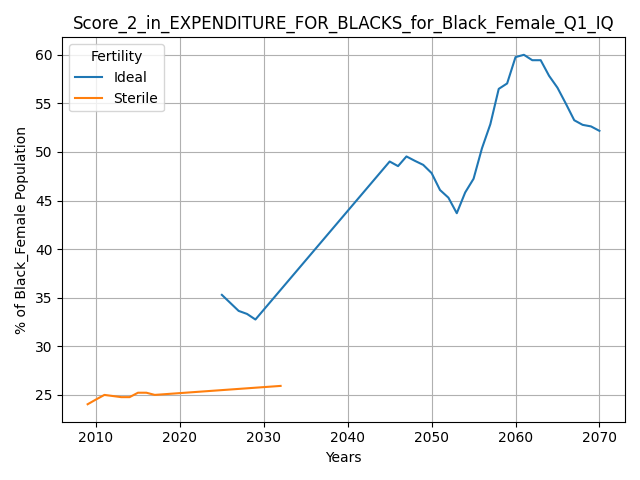 Score_2_in_EXPENDITURE_FOR_BLACKS_for_Black_Female_Q1_IQ
Fertility
Ideal
Sterile
% of Black_Female Population
60
55
50
45
40
35
30
25
2010
2020
2030
2040
2050
2060
2070
Years